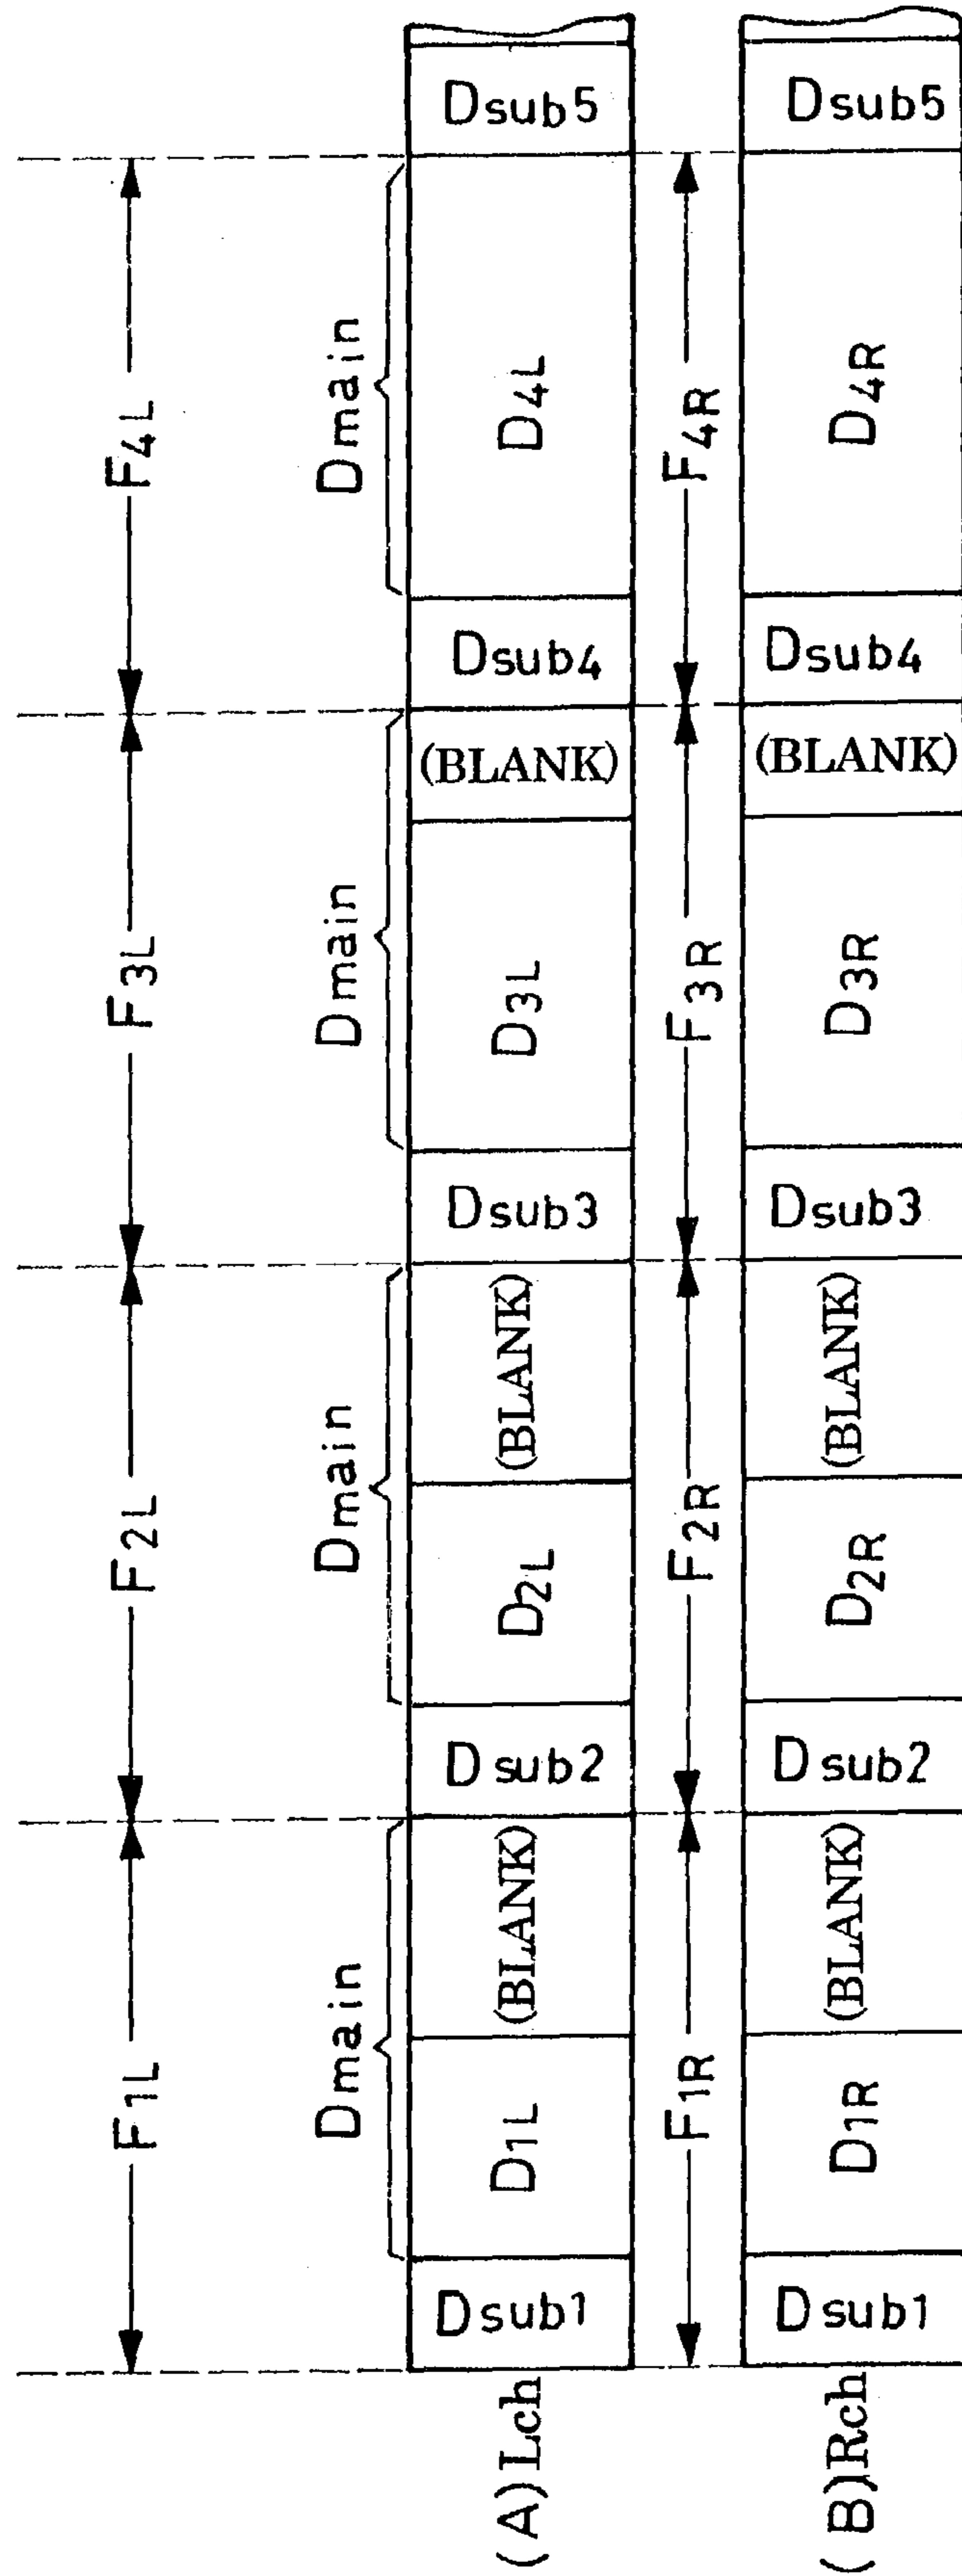 F1L F2L F3L F4L
Dmain Dmain Dmain Dmain
(A)Lch Dsub1 D1L (BLANK) Dsub2 D2L (BLANK) Dsub3 D3L (BLANK) Dsub4 D4L Dsub5
F1R F2R F3R F4R
(B)Rch Dsub1 D1R (BLANK) Dsub2 D2R (BLANK) Dsub3 D3R (BLANK) Dsub4 D4R Dsub5